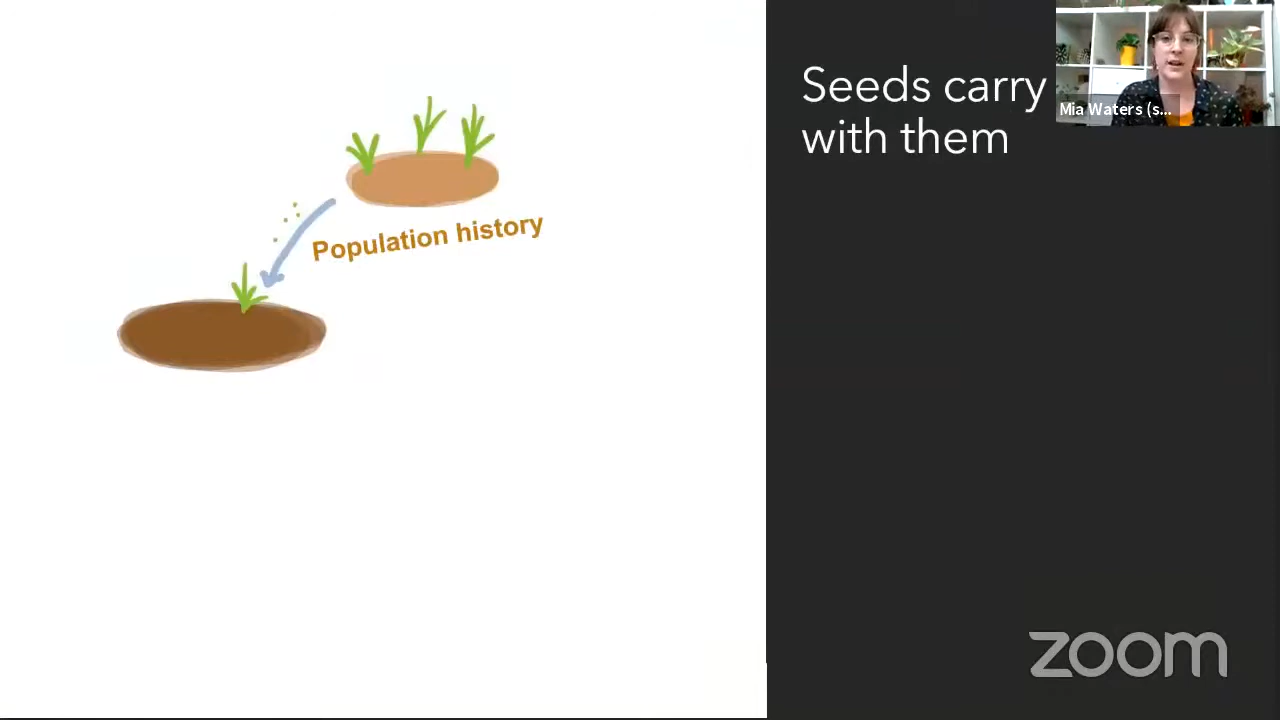 Seeds carry
with them
Mia Waters (s...
Population history
zoom